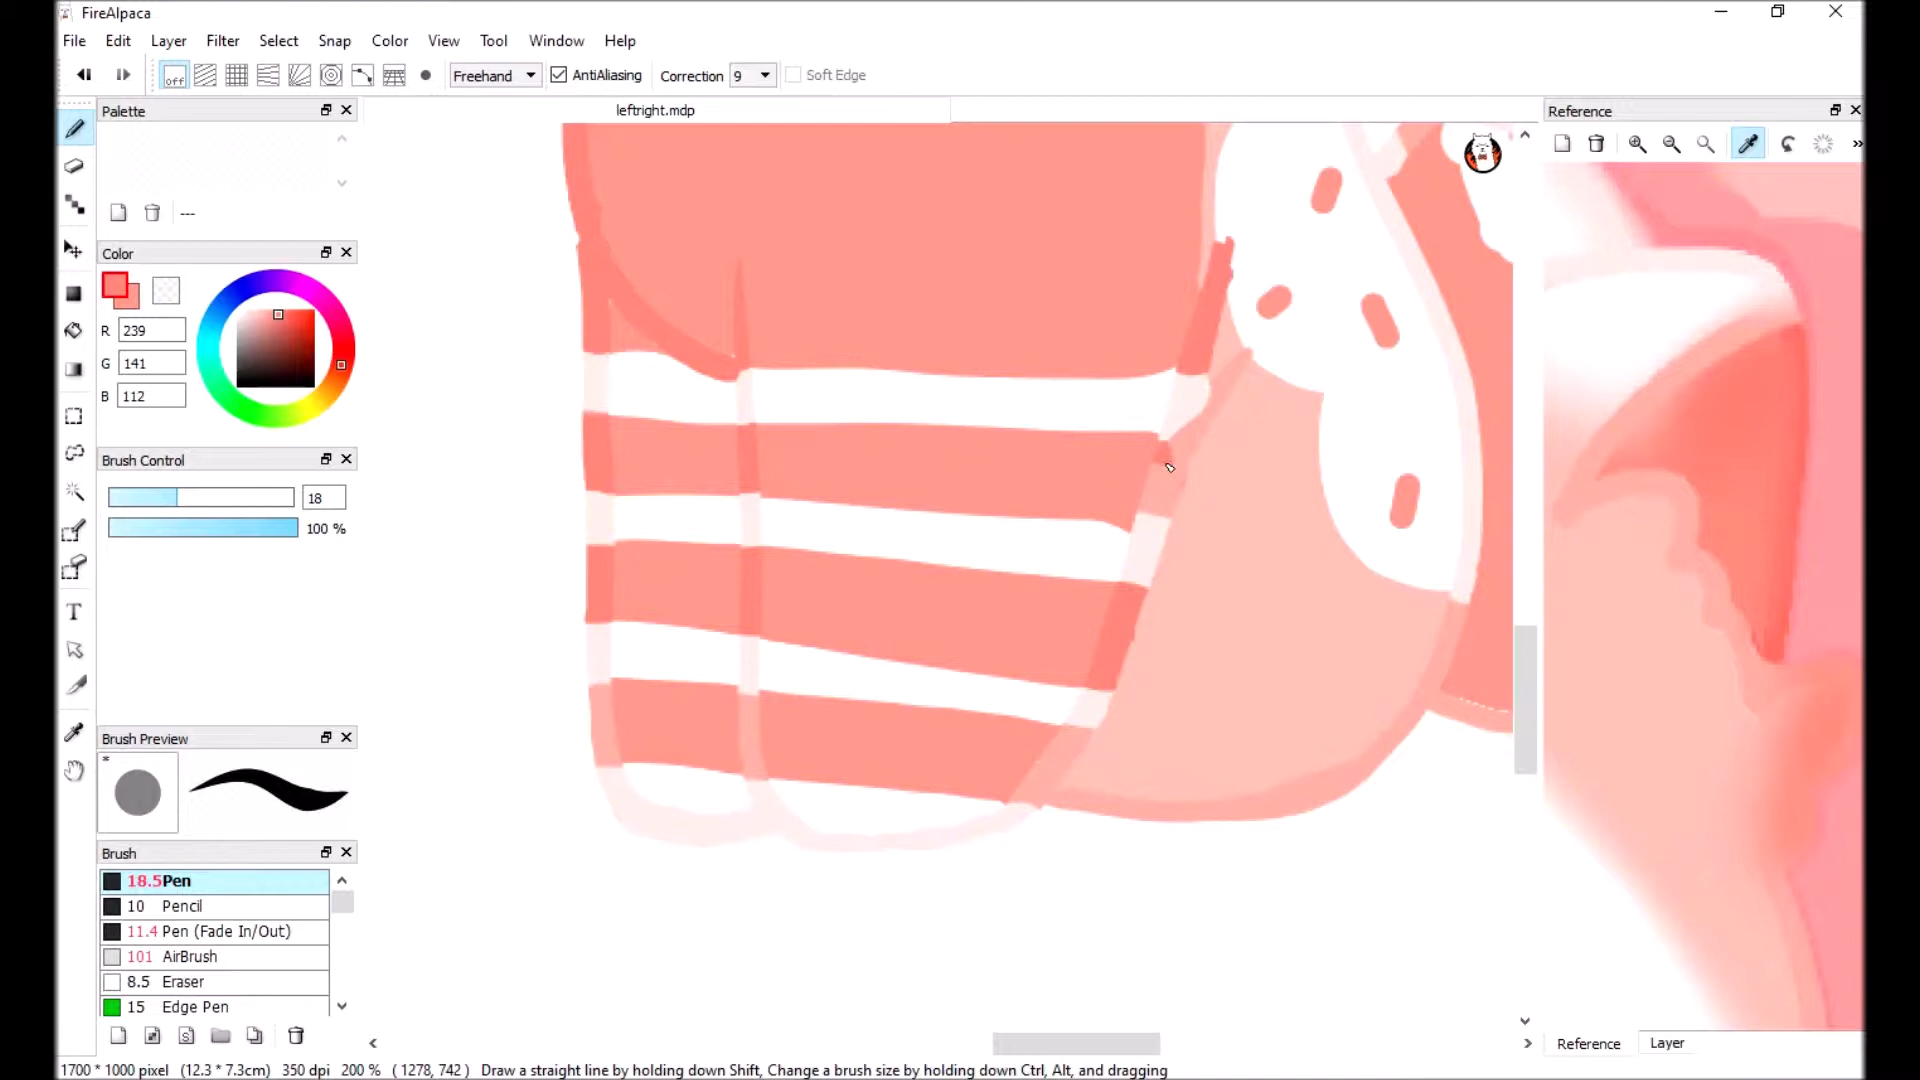 FireAlpaca
File Edit Layer Filter Select Snap Color View Tool Window Help
off Freehand AntiAliasing Correction 9 Soft Edge
Palette
leftright.mdp
Reference
»
---
Color
R 239
G 141
B 112
Brush Control
18
100 %
T
Brush Preview
*
Brush
18.5 Pen
10 Pencil
11.4 Pen (Fade In/Out)
101 AirBrush
8.5 Eraser
15 Edge Pen
S
Reference Layer
1700 * 1000 pixel (12.3 * 7.3cm) 350 dpi 200 % ( 1278, 742 ) Draw a straight line by holding down Shift, Change a brush size by holding down Ctrl, Alt, and dragging